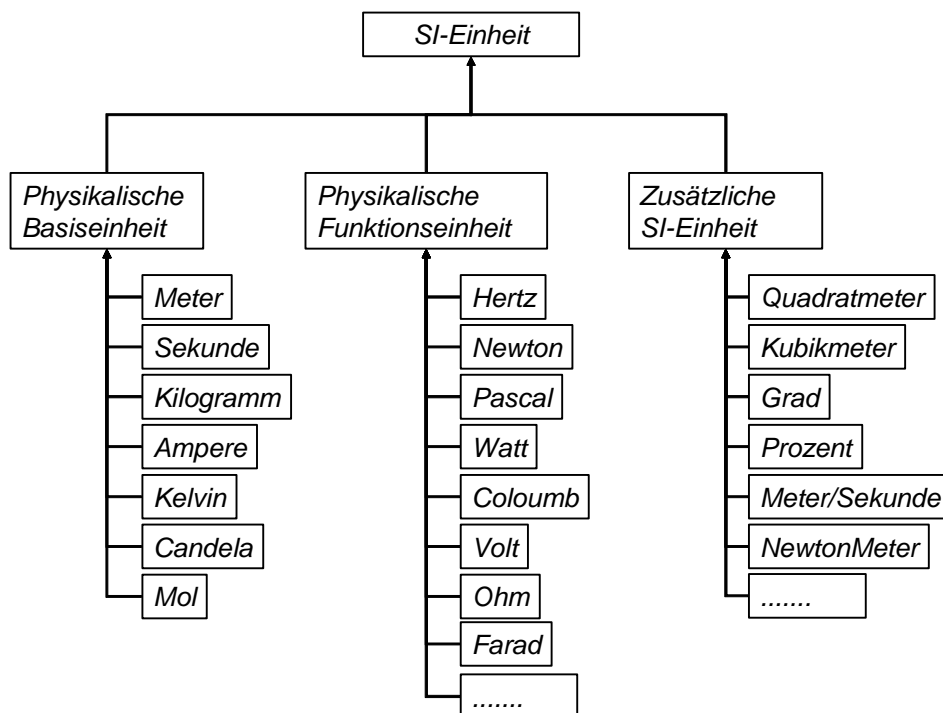 SI-Einheit
Physikalische
Basiseinheit
Meter
Sekunde
Kilogramm
Ampere
Kelvin
Candela
Mol
Physikalische
Funktionseinheit
Hertz
Newton
Pascal
Watt
Coloumb
Volt
Ohm
Farad
.......
Zusätzliche
SI-Einheit
Quadratmeter
Kubikmeter
Grad
Prozent
Meter/Sekunde
NewtonMeter
.......